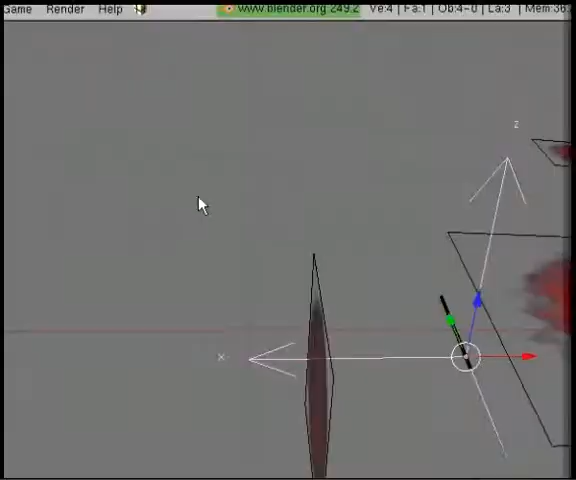 Game Render Help www.blender.org 249.2 Ve:4 | Fa:1 | Ob:4-0 | La:3 | Mem:36.
z
x